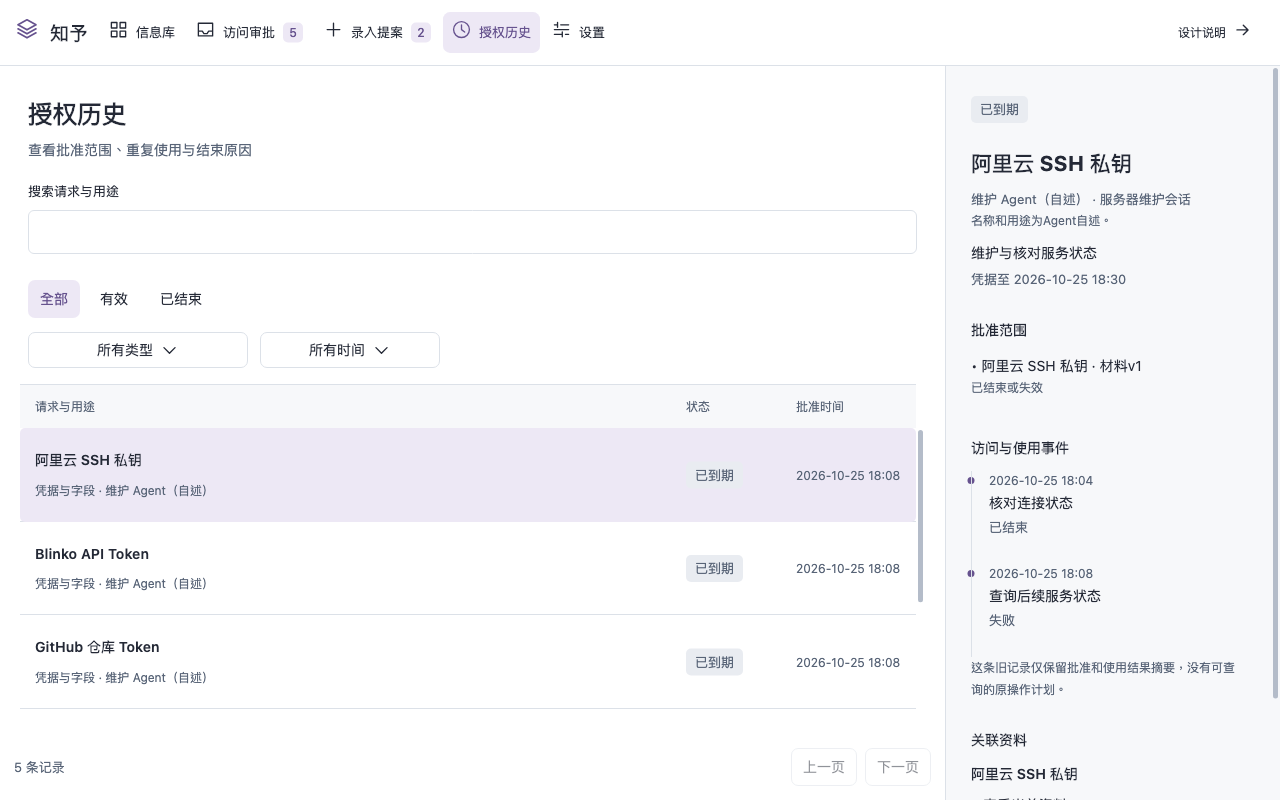 知予
信息库
访问审批 5
录入提案 2
授权历史
设置
设计说明
授权历史
查看批准范围、重复使用与结束原因
搜索请求与用途
全部 有效 已结束
所有类型 所有时间
请求与用途 状态 批准时间
阿里云 SSH 私钥
凭据与字段 · 维护 Agent（自述）
已到期 2026-10-25 18:08
Blinko API Token
凭据与字段 · 维护 Agent（自述）
已到期 2026-10-25 18:08
GitHub 仓库 Token
凭据与字段 · 维护 Agent（自述）
已到期 2026-10-25 18:08
5 条记录
上一页 下一页
已到期
阿里云 SSH 私钥
维护 Agent（自述） · 服务器维护会话
名称和用途为Agent自述。
维护与核对服务状态
凭据至 2026-10-25 18:30
批准范围
• 阿里云 SSH 私钥 · 材料v1
已结束或失效
访问与使用事件
2026-10-25 18:04
核对连接状态
已结束
2026-10-25 18:08
查询后续服务状态
失败
这条旧记录仅保留批准和使用结果摘要，没有可查
询的原操作计划。
关联资料
阿里云 SSH 私钥